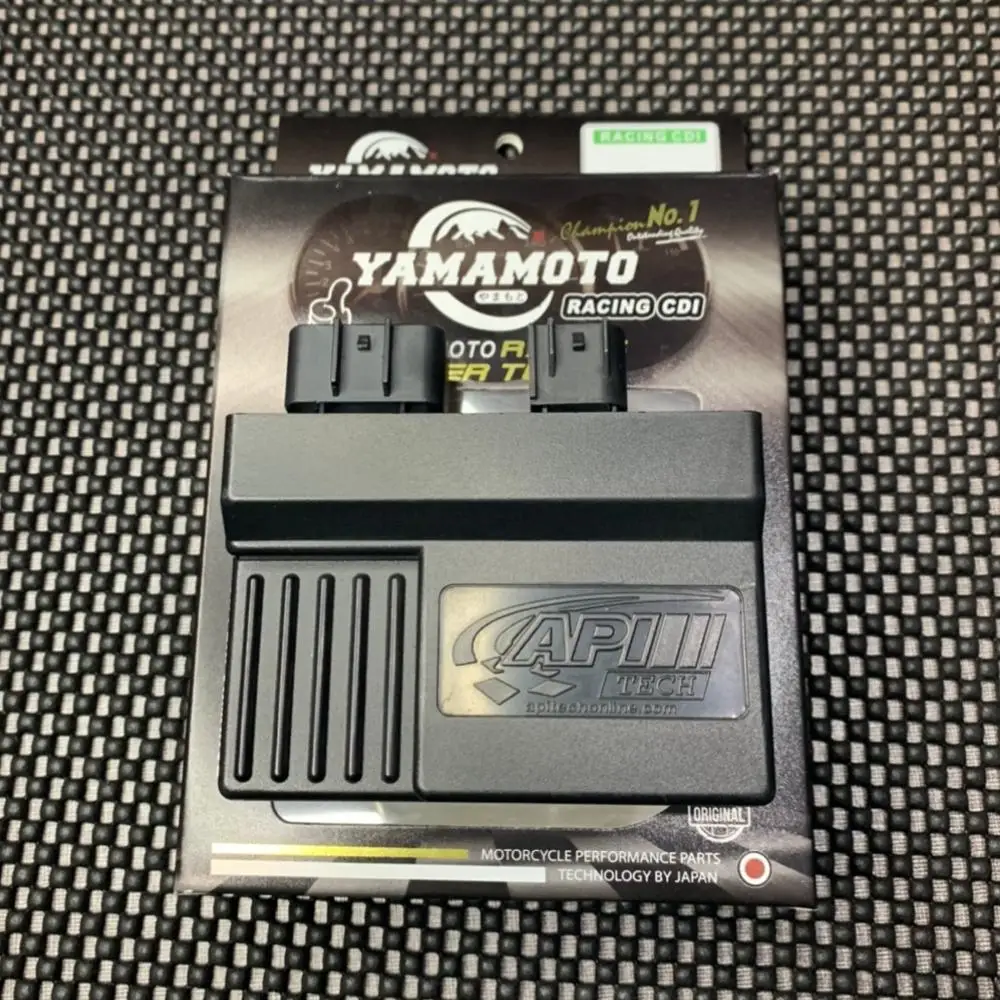 RACING CDI
YAMAMOTO
Champion No.1
Outstanding Quality
YAMAMOTO
やまもと
RACING CDI
OTO
API
TECH
apitechonline.com
ORIGINAL
MOTORCYCLE PERFORMANCE PARTS
TECHNOLOGY BY JAPAN